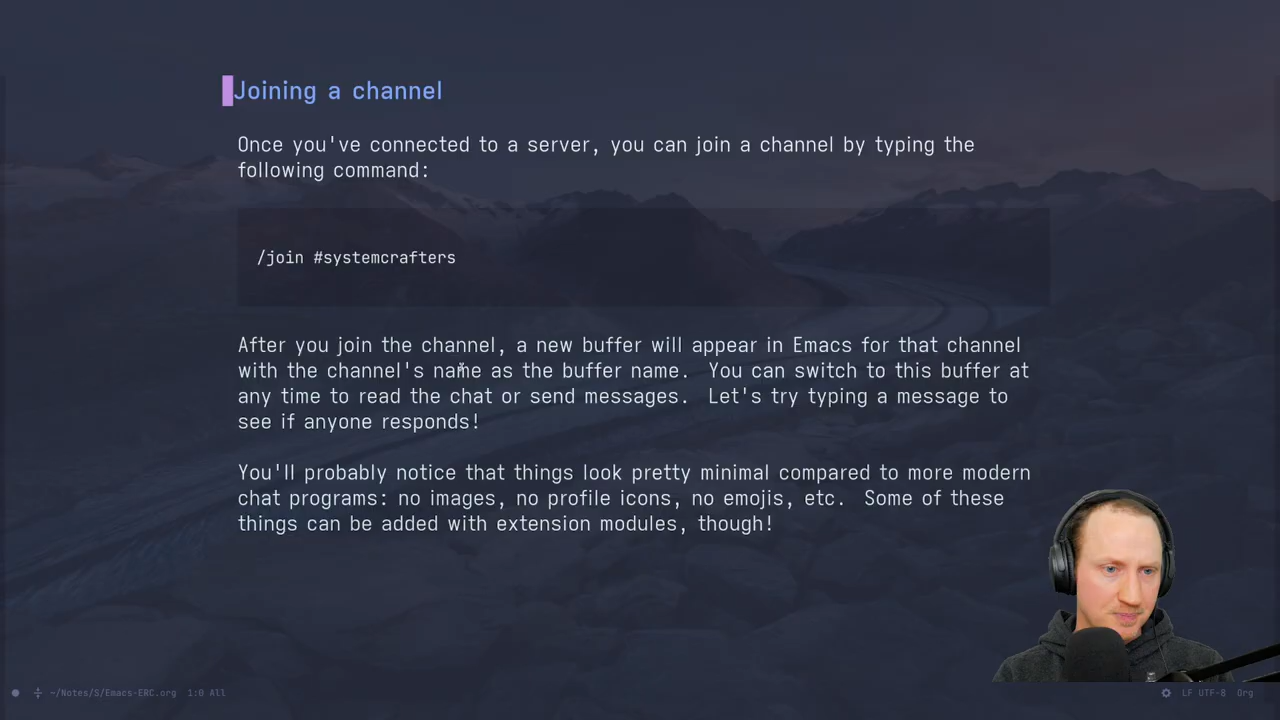 Joining a channel
Once you've connected to a server, you can join a channel by typing the
following command:
/join #systemcrafters
After you join the channel, a new buffer will appear in Emacs for that channel
with the channel's name as the buffer name.  You can switch to this buffer at
any time to read the chat or send messages.  Let's try typing a message to
see if anyone responds!
You'll probably notice that things look pretty minimal compared to more modern
chat programs: no images, no profile icons, no emojis, etc.  Some of these
things can be added with extension modules, though!
~/Notes/S/Emacs-ERC.org  1:0 All
LF UTF-8  Org